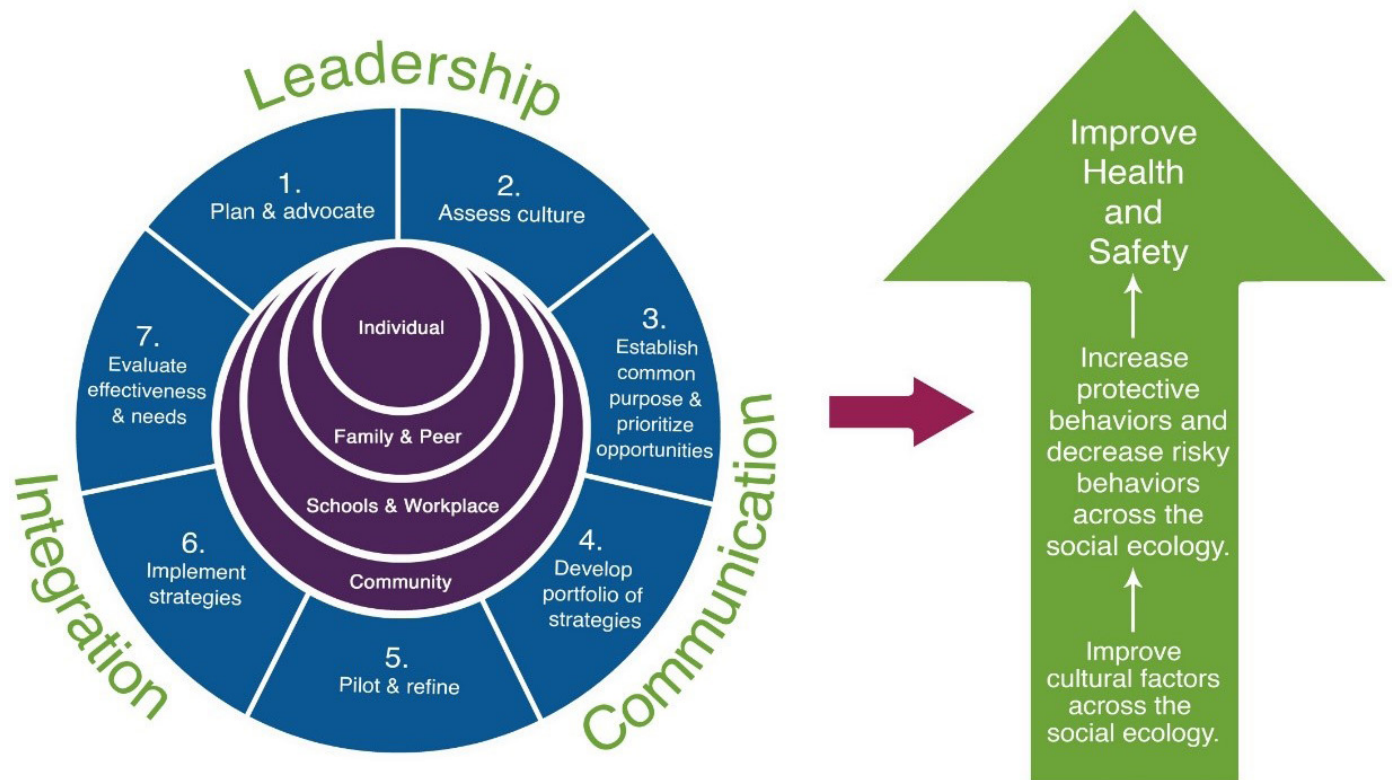 Leadership
1.
Plan & advocate
2.
Assess culture
3.
Establish
common
purpose &
prioritize
opportunities
4.
Develop
portfolio of
strategies
5.
Pilot & refine
6.
Implement
strategies
7.
Evaluate
effectiveness
& needs
Individual
Family & Peer
Schools & Workplace
Community
Integration
Communication
Improve
Health
and
Safety
Increase
protective
behaviors and
decrease risky
behaviors
across the
social ecology.
Improve
cultural factors
across the
social ecology.